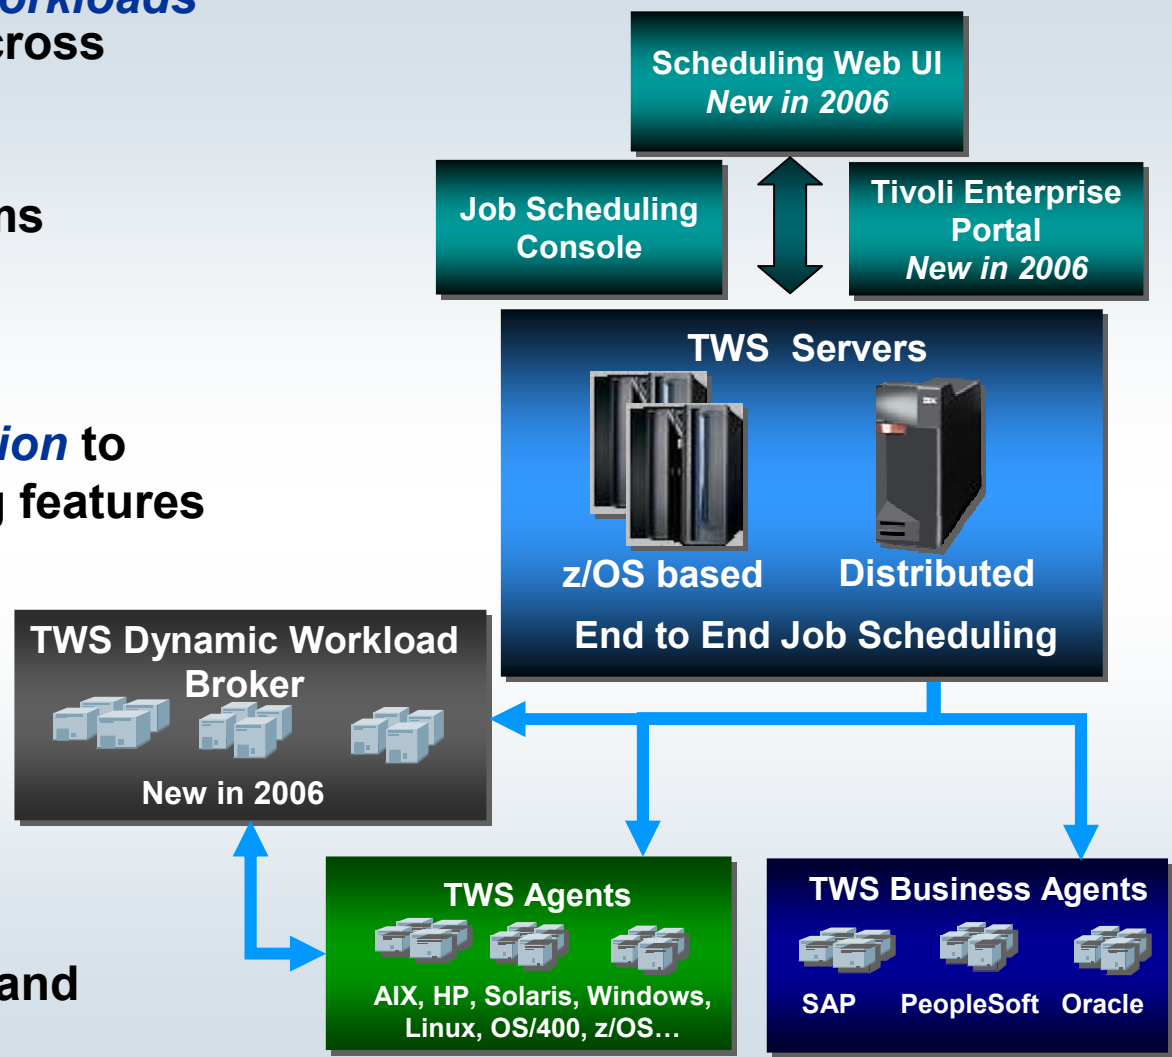 orkloads
cross
ms
ion to
g features
and
Scheduling Web UI
New in 2006
Job Scheduling
Console
Tivoli Enterprise
Portal
New in 2006
TWS Servers
z/OS based
Distributed
End to End Job Scheduling
TWS Dynamic Workload
Broker
New in 2006
TWS Agents
AIX, HP, Solaris, Windows,
Linux, OS/400, z/OS…
TWS Business Agents
SAP
PeopleSoft
Oracle